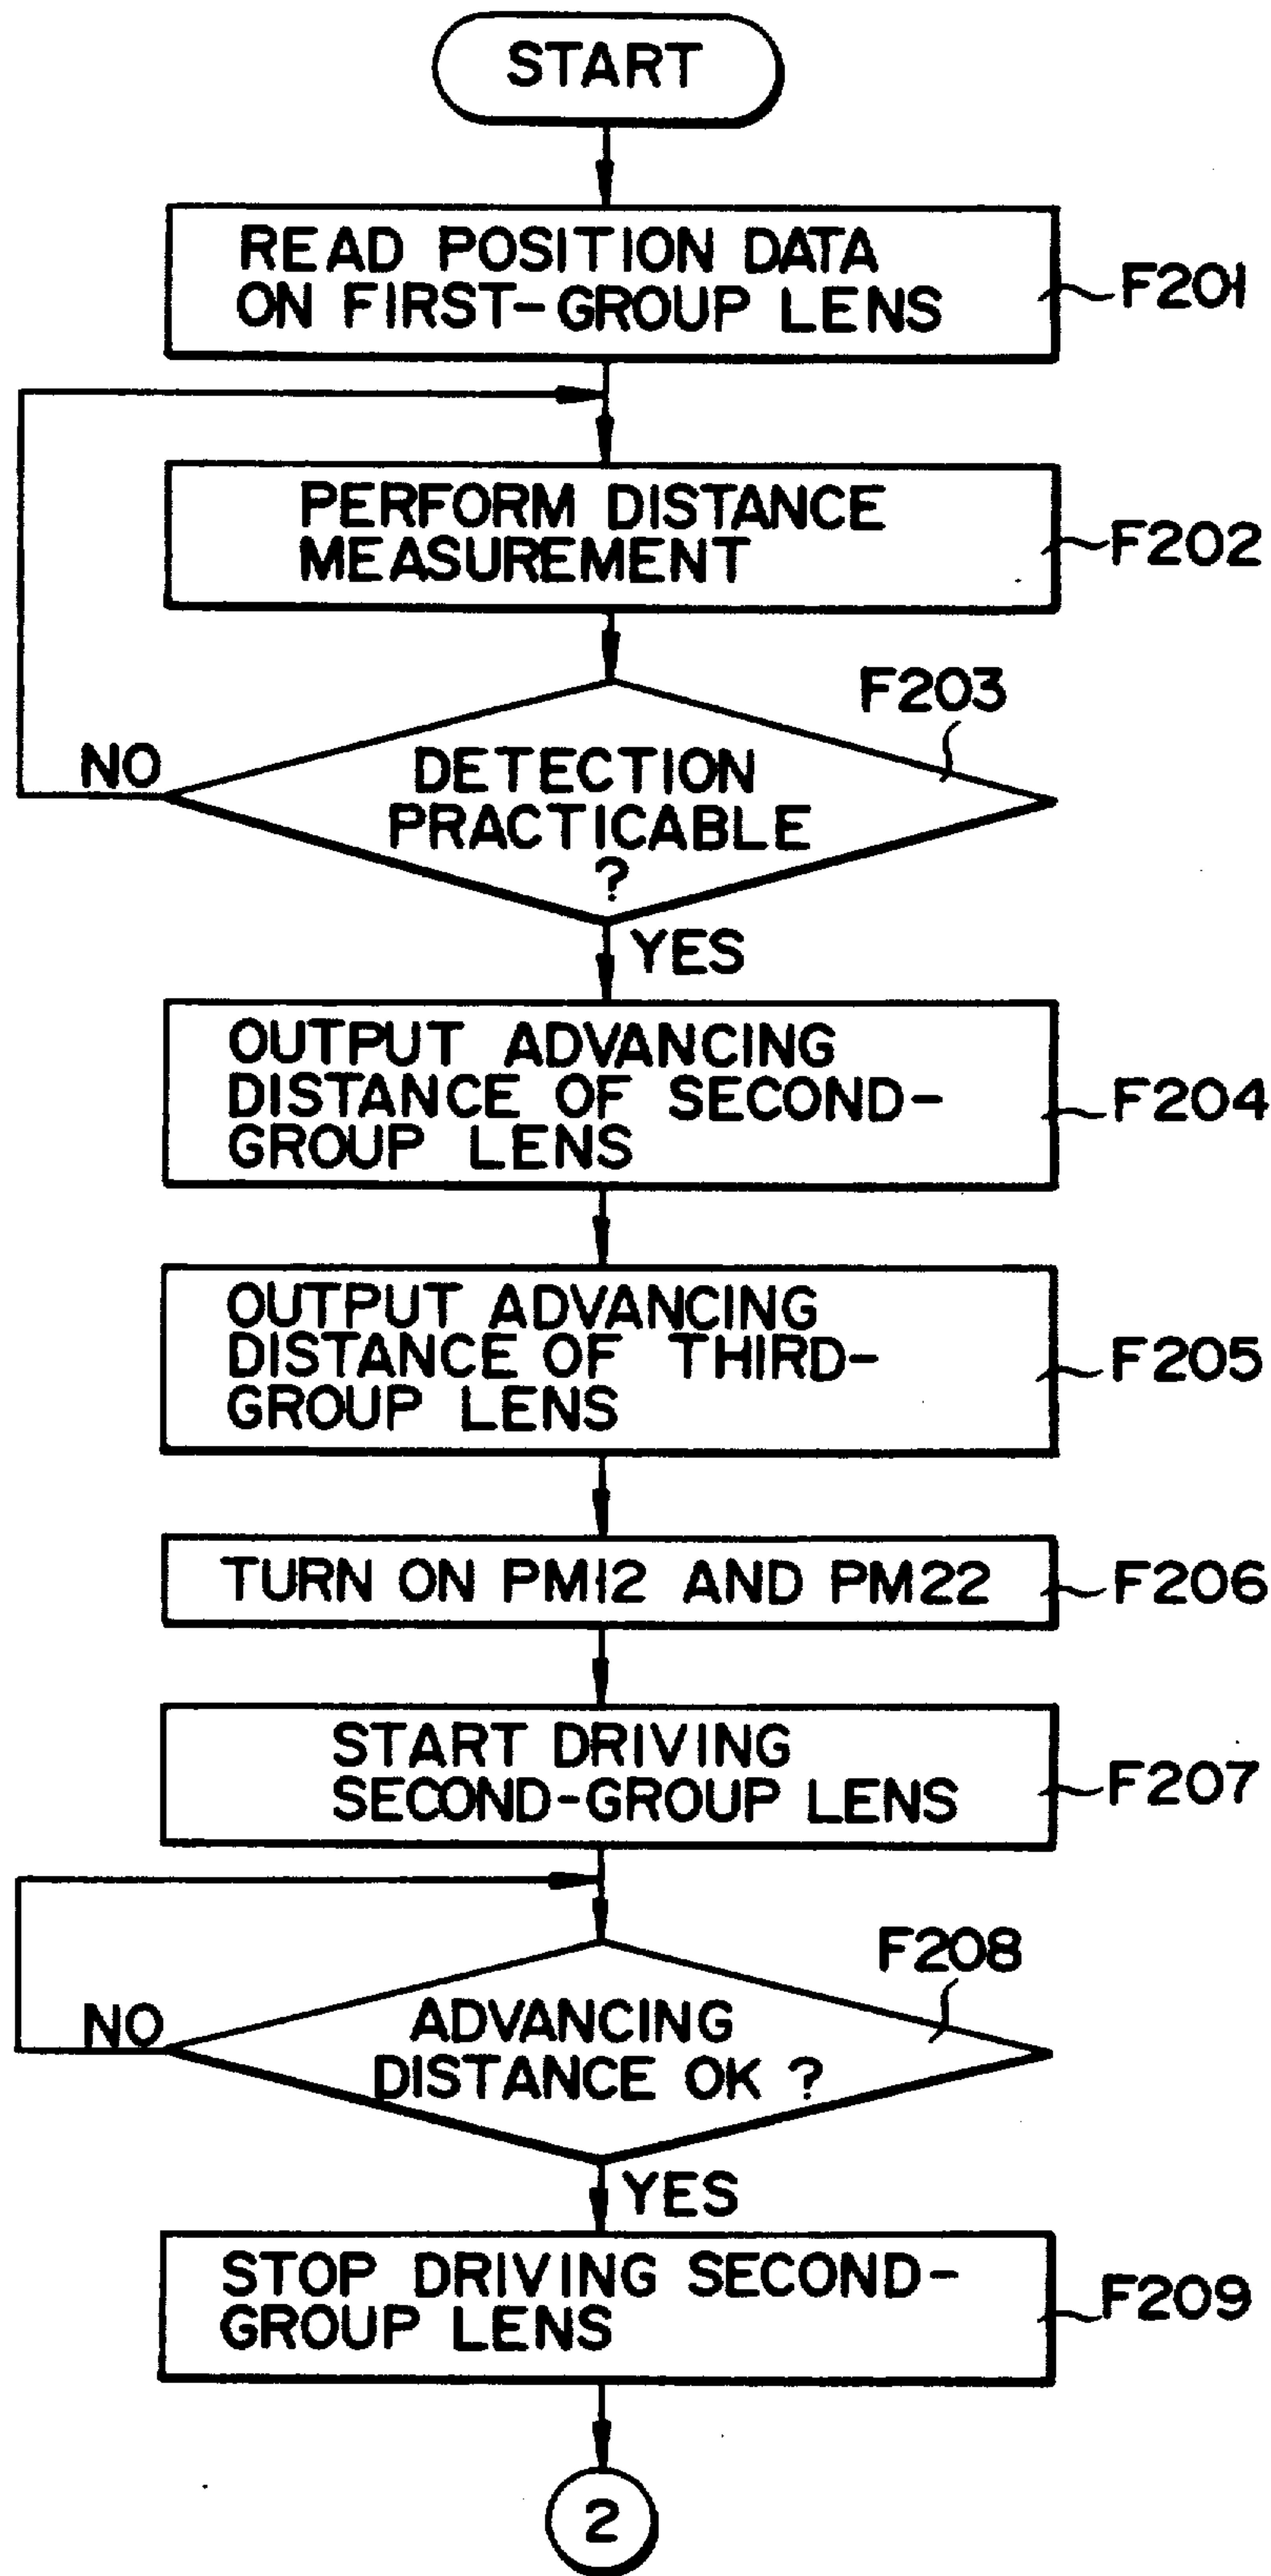 START
READ POSITION DATA
ON FIRST-GROUP LENS
F201
PERFORM DISTANCE
MEASUREMENT
F202
F203
NO
DETECTION
PRACTICABLE
?
YES
OUTPUT ADVANCING
DISTANCE OF SECOND-
GROUP LENS
F204
OUTPUT ADVANCING
DISTANCE OF THIRD-
GROUP LENS
F205
TURN ON PM12 AND PM22
F206
START DRIVING
SECOND-GROUP LENS
F207
F208
NO
ADVANCING
DISTANCE OK ?
YES
STOP DRIVING SECOND-
GROUP LENS
F209
2